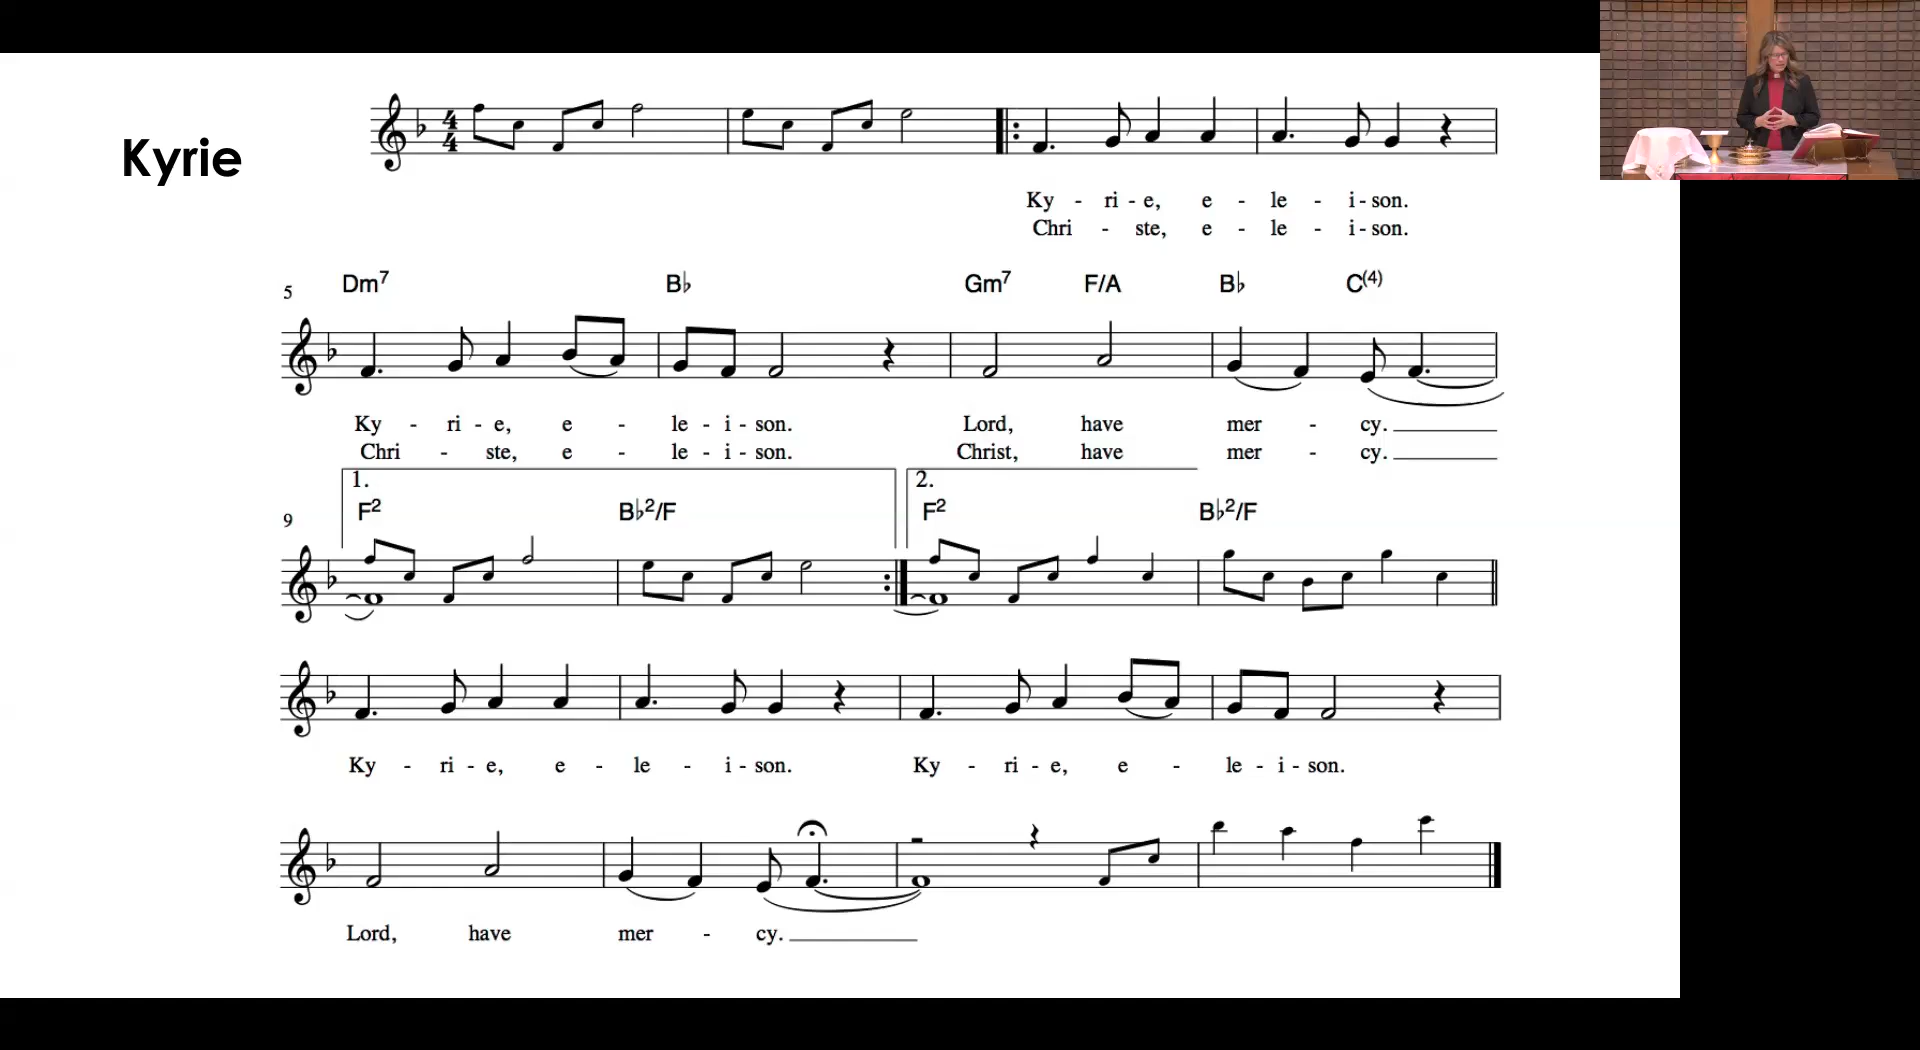 Kyrie
4
4
Ky - ri - e, e - le - i - son.
Chri - ste, e - le - i - son.
Dm7 B♭ Gm7 F/A B♭ C(4)
5
Ky - ri - e, e - le - i - son. Lord, have mer - cy.
Chri - ste, e - le - i - son. Christ, have mer - cy.
1. 2.
F2 B♭2/F F2 B♭2/F
9
Ky - ri - e, e - le - i - son. Ky - ri - e, e - le - i - son.
Lord, have mer - cy.